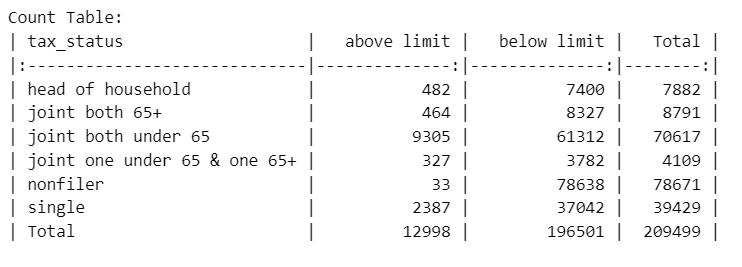 Count Table:
| tax_status                   |   above limit |   below limit |   Total |
|:-----------------------------|--------------:|--------------:|--------:|
| head of household            |           482 |          7400 |    7882 |
| joint both 65+               |           464 |          8327 |    8791 |
| joint both under 65          |          9305 |         61312 |   70617 |
| joint one under 65 & one 65+ |           327 |          3782 |    4109 |
| nonfiler                     |            33 |         78638 |   78671 |
| single                       |          2387 |         37042 |   39429 |
| Total                        |         12998 |        196501 |  209499 |